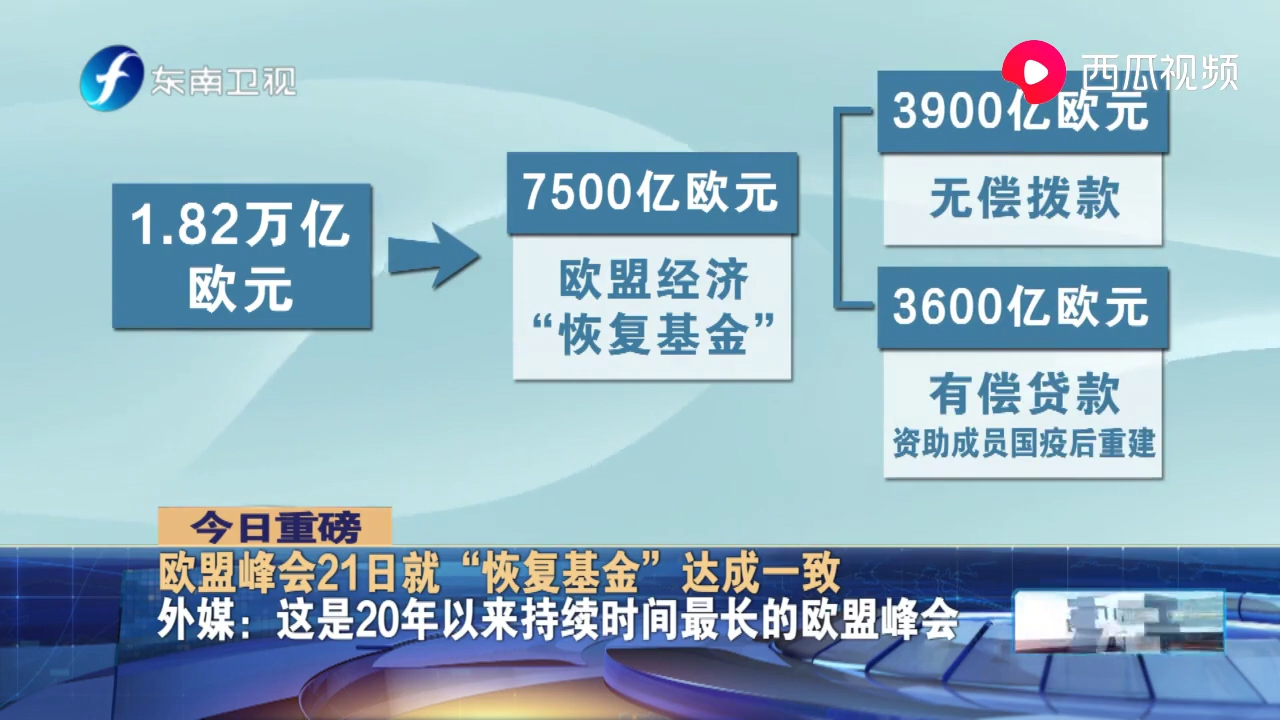 东南卫视
西瓜视频
1.82万亿
欧元
7500亿欧元
欧盟经济
“恢复基金”
3900亿欧元
无偿拨款
3600亿欧元
有偿贷款
资助成员国疫后重建
今日重磅
欧盟峰会21日就“恢复基金”达成一致
外媒：这是20年以来持续时间最长的欧盟峰会